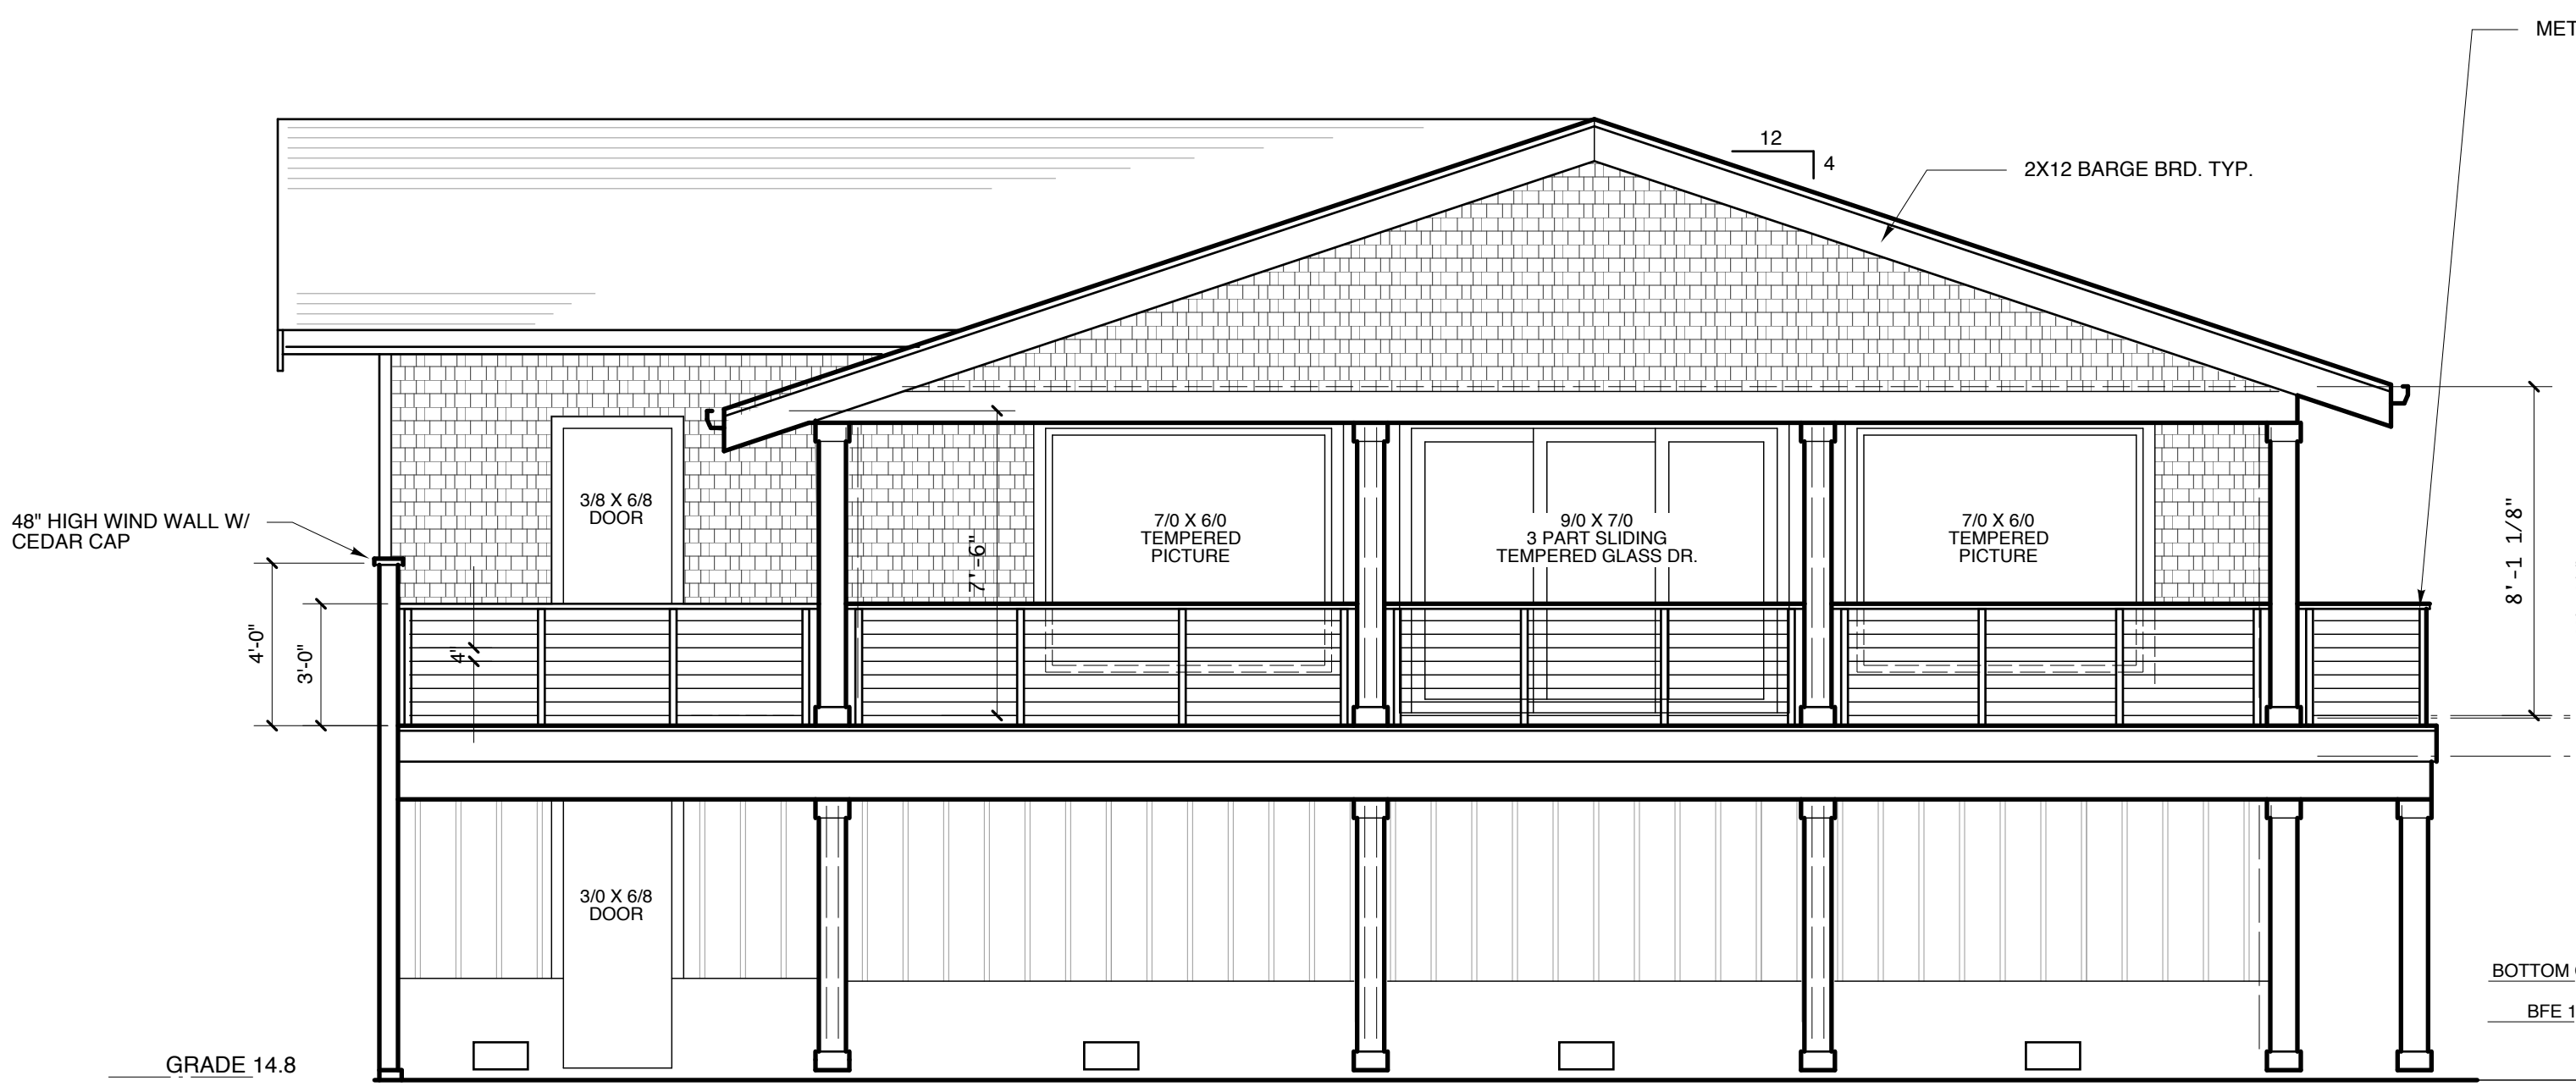 MET
12
4
2X12 BARGE BRD. TYP.
48" HIGH WIND WALL W/
CEDAR CAP
3/8 X 6/8
DOOR
7/0 X 6/0
TEMPERED
PICTURE
9/0 X 7/0
3 PART SLIDING
TEMPERED GLASS DR.
7/0 X 6/0
TEMPERED
PICTURE
7'-6"
8'-1 1/8"
4'-0"
3'-0"
4"
3/0 X 6/8
DOOR
BOTTOM
BFE 1
GRADE 14.8